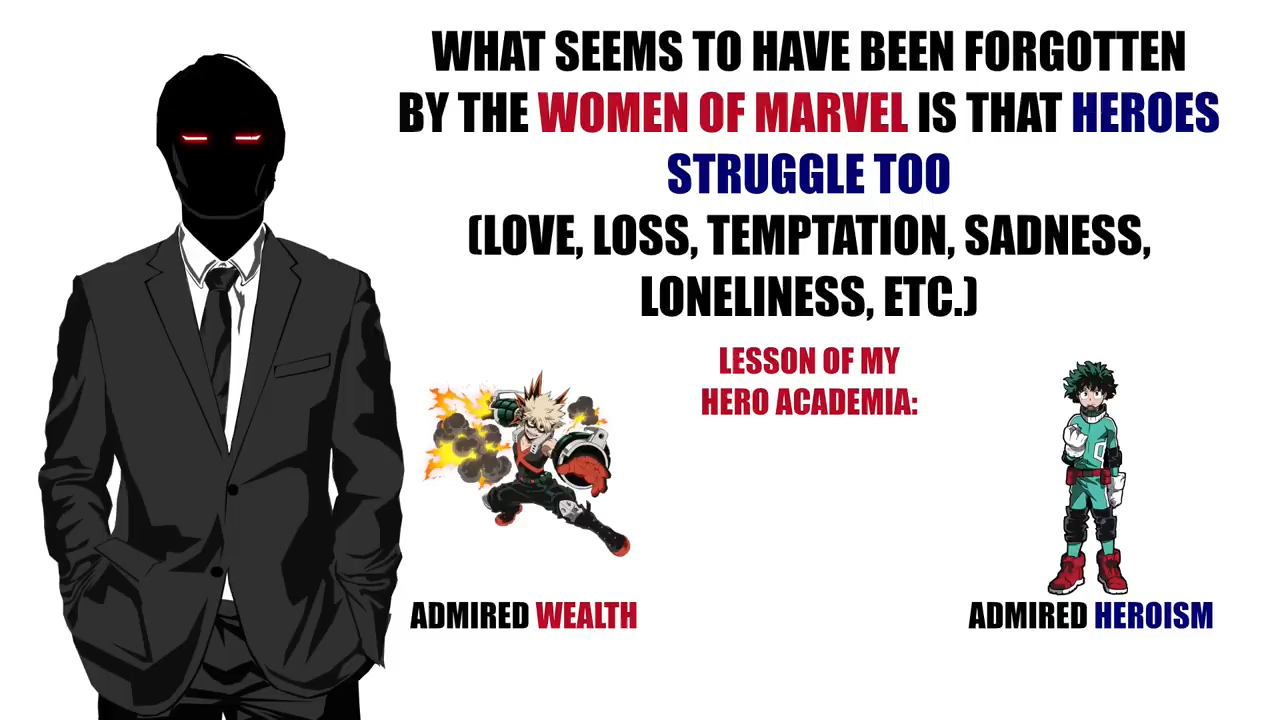 WHAT SEEMS TO HAVE BEEN FORGOTTEN
BY THE WOMEN OF MARVEL IS THAT HEROES
STRUGGLE TOO
(LOVE, LOSS, TEMPTATION, SADNESS,
LONELINESS, ETC.)
LESSON OF MY
HERO ACADEMIA:
ADMIRED WEALTH
ADMIRED HEROISM